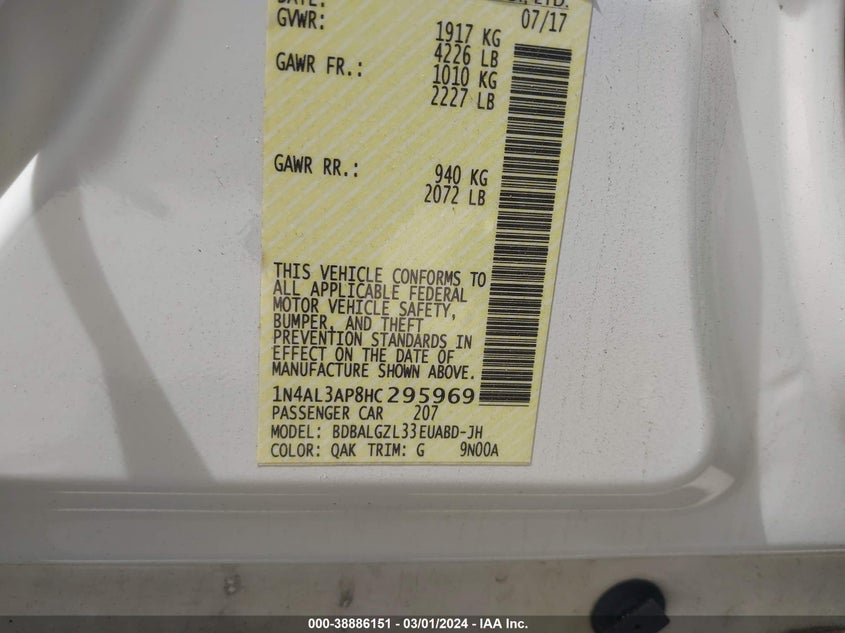 DATE:
LTD.
GVWR: 07/17
1917 KG
4226 LB
GAWR FR.: 1010 KG
2227 LB
GAWR RR.: 940 KG
2072 LB
THIS VEHICLE CONFORMS TO
ALL APPLICABLE FEDERAL
MOTOR VEHICLE SAFETY,
BUMPER, AND THEFT
PREVENTION STANDARDS IN
EFFECT ON THE DATE OF
MANUFACTURE SHOWN ABOVE.
1N4AL3AP8HC295969
PASSENGER CAR 207
MODEL: BDBALGZL33EUABD-JH
COLOR: QAK TRIM: G 9N00A
000-38886151 — 03/01/2024 — IAA Inc.